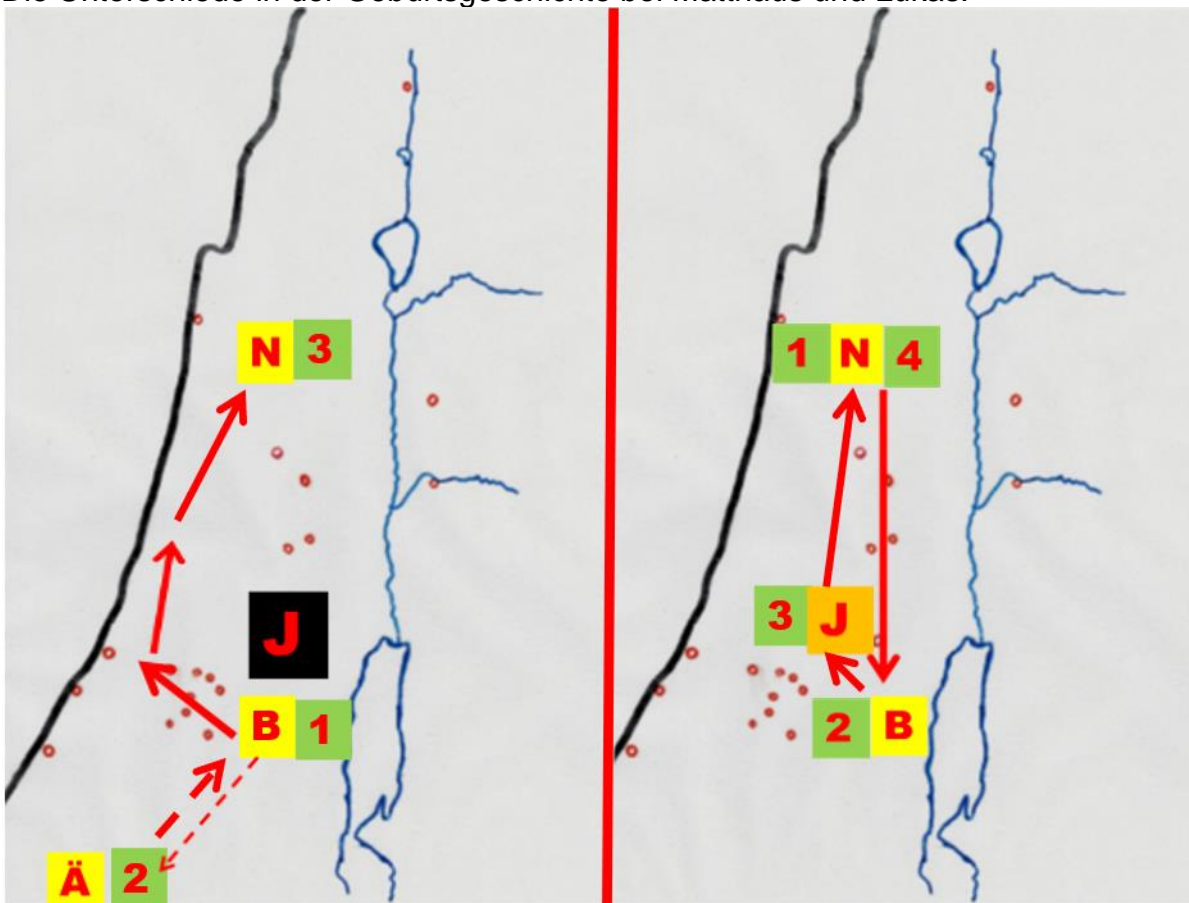 Die Unterschiede in der Geburtsgeschichte bei Matthäus und Lukas:
N 3
J
B 1
Ä 2
1 N 4
3 J
2 B